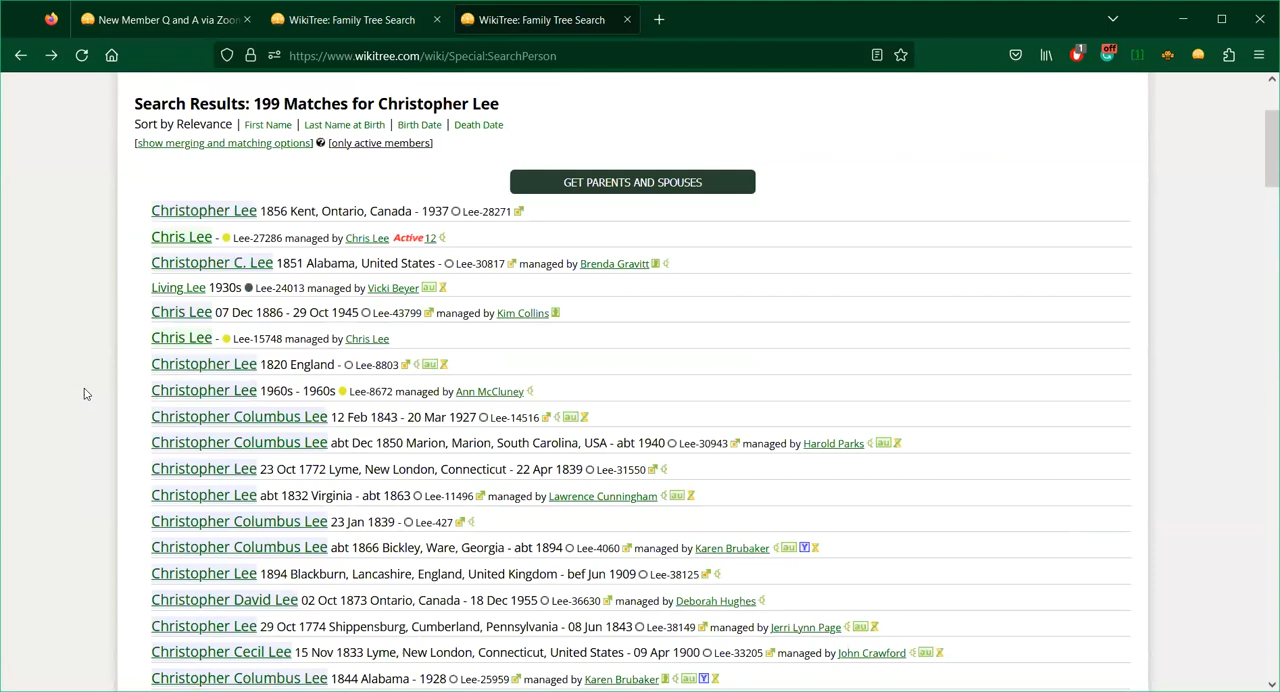 New Member Q and A via Zoom
WikiTree: Family Tree Search
WikiTree: Family Tree Search
https://www.wikitree.com/wiki/Special:SearchPerson
1
off
[1]
Search Results: 199 Matches for Christopher Lee
Sort by Relevance | First Name | Last Name at Birth | Birth Date | Death Date
[show merging and matching options] ? [only active members]
GET PARENTS AND SPOUSES
Christopher Lee 1856 Kent, Ontario, Canada - 1937 Lee-28271
Chris Lee - Lee-27286 managed by Chris Lee Active 12
Christopher C. Lee 1851 Alabama, United States - Lee-30817 managed by Brenda Gravitt
Living Lee 1930s Lee-24013 managed by Vicki Beyer au
Chris Lee 07 Dec 1886 - 29 Oct 1945 Lee-43799 managed by Kim Collins
Chris Lee - Lee-15748 managed by Chris Lee
Christopher Lee 1820 England - Lee-8803 au
Christopher Lee 1960s - 1960s Lee-8672 managed by Ann McCluney
Christopher Columbus Lee 12 Feb 1843 - 20 Mar 1927 Lee-14516 au
Christopher Columbus Lee abt Dec 1850 Marion, Marion, South Carolina, USA - abt 1940 Lee-30943 managed by Harold Parks au
Christopher Lee 23 Oct 1772 Lyme, New London, Connecticut - 22 Apr 1839 Lee-31550
Christopher Lee abt 1832 Virginia - abt 1863 Lee-11496 managed by Lawrence Cunningham au
Christopher Columbus Lee 23 Jan 1839 - Lee-427
Christopher Columbus Lee abt 1866 Bickley, Ware, Georgia - abt 1894 Lee-4060 managed by Karen Brubaker au Y
Christopher Lee 1894 Blackburn, Lancashire, England, United Kingdom - bef Jun 1909 Lee-38125
Christopher David Lee 02 Oct 1873 Ontario, Canada - 18 Dec 1955 Lee-36630 managed by Deborah Hughes
Christopher Lee 29 Oct 1774 Shippensburg, Cumberland, Pennsylvania - 08 Jun 1843 Lee-38149 managed by Jerri Lynn Page au
Christopher Cecil Lee 15 Nov 1833 Lyme, New London, Connecticut, United States - 09 Apr 1900 Lee-33205 managed by John Crawford au
Christopher Columbus Lee 1844 Alabama - 1928 Lee-25959 managed by Karen Brubaker au Y